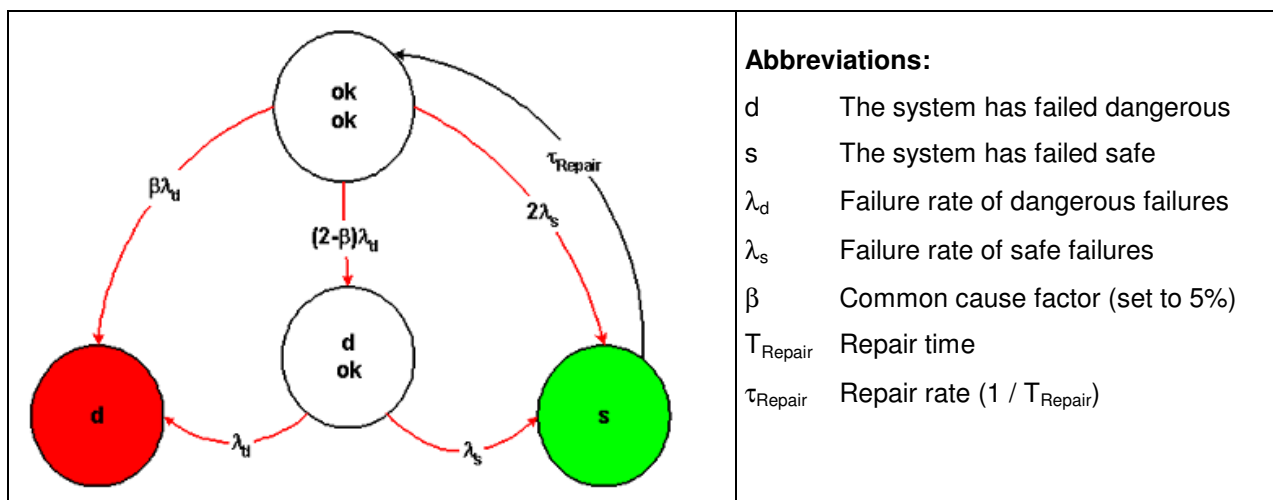 ok
ok
βλd
(2-β)λd
2λs
τRepair
d
ok
d
s
λd
λs
Abbreviations:
d The system has failed dangerous
s The system has failed safe
λd Failure rate of dangerous failures
λs Failure rate of safe failures
β Common cause factor (set to 5%)
TRepair Repair time
τRepair Repair rate (1 / TRepair)